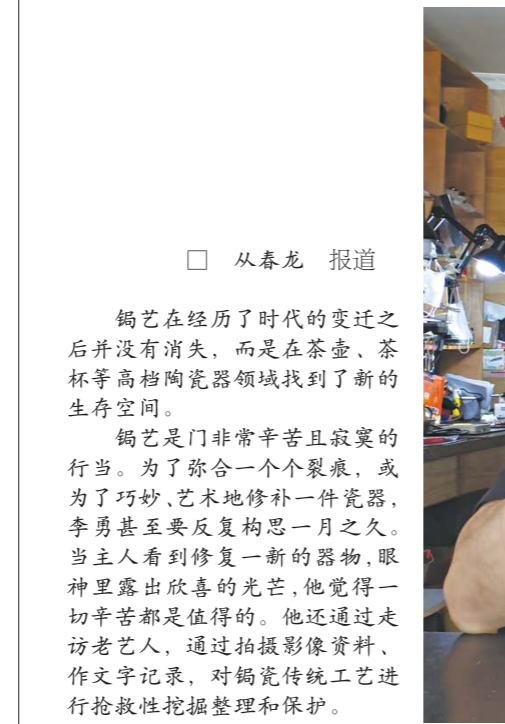 □ 从春龙 报道
锔艺在经历了时代的变迁之
后并没有消失，而是在茶壶、茶
杯等高档陶瓷器领域找到了新的
生存空间。
锔艺是门非常辛苦且寂寞的
行当。为了弥合一个个裂痕，或
为了巧妙、艺术地修补一件瓷器，
李勇甚至要反复构思一月之久。
当主人看到修复一新的器物，眼
神里露出欣喜的光芒，他觉得一
切辛苦都是值得的。他还通过走
访老艺人，通过拍摄影像资料、
作文字记录，对锔瓷传统工艺进
行抢救性挖掘整理和保护。